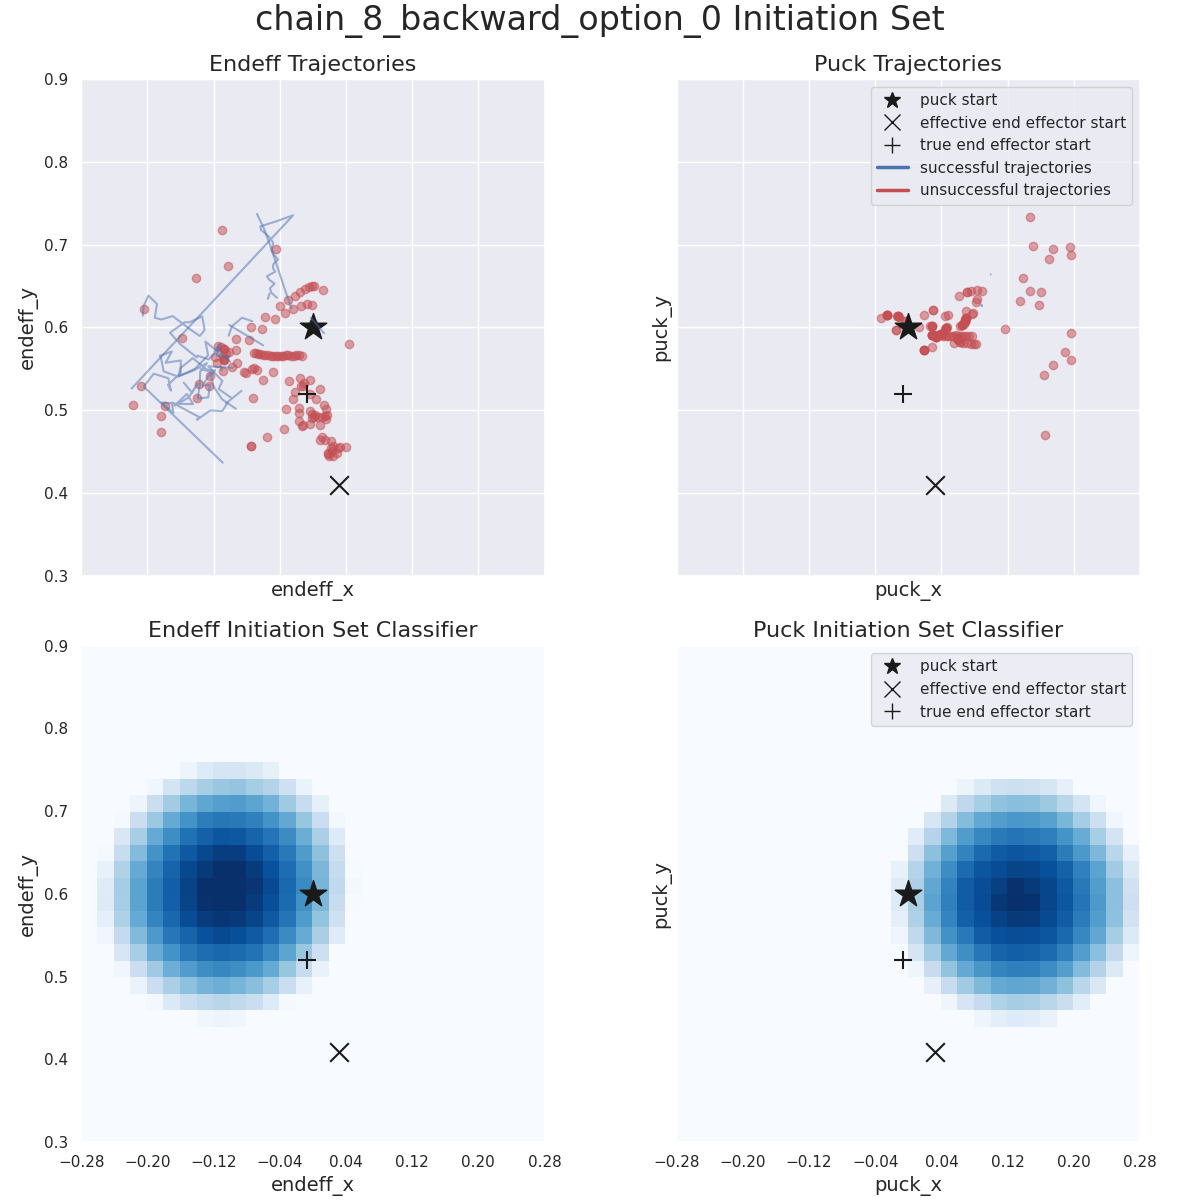 chain_8_backward_option_0 Initiation Set
Endeff Trajectories
0.9
0.8
0.7
0.6
0.5
0.4
0.3
endeff_y
endeff_x
Puck Trajectories
puck start
effective end effector start
true end effector start
successful trajectories
unsuccessful trajectories
puck_y
puck_x
Endeff Initiation Set Classifier
0.9
0.8
0.7
0.6
0.5
0.4
0.3
endeff_y
−0.28 −0.20 −0.12 −0.04 0.04 0.12 0.20 0.28
endeff_x
Puck Initiation Set Classifier
puck start
effective end effector start
true end effector start
puck_y
−0.28 −0.20 −0.12 −0.04 0.04 0.12 0.20 0.28
puck_x